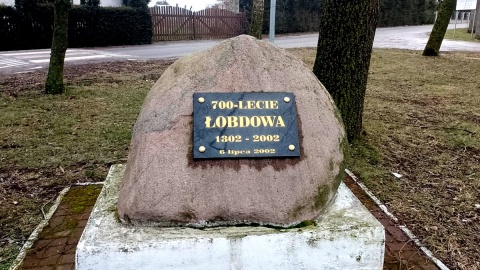 700-LECIE
ŁOBDOWA
1302 - 2002
6 lipca 2002